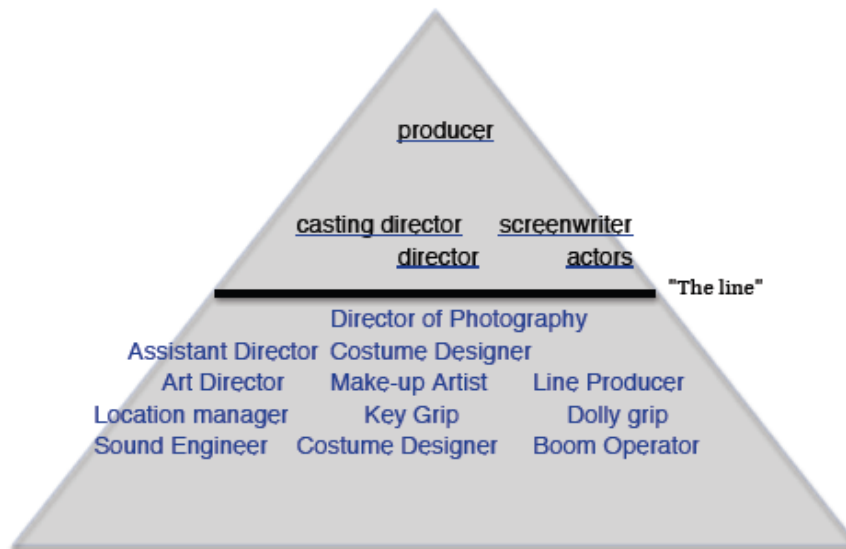 producer
casting director screenwriter
director actors
"The line"
Director of Photography
Assistant Director Costume Designer
Art Director Make-up Artist Line Producer
Location manager Key Grip Dolly grip
Sound Engineer Costume Designer Boom Operator